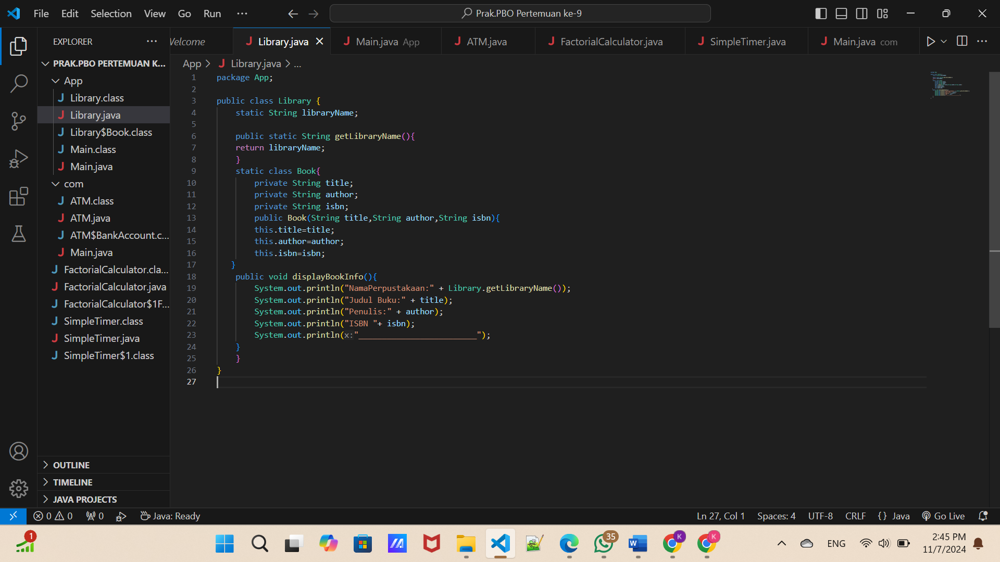 File Edit Selection View Go Run ··· Prak.PBO Pertemuan ke-9
EXPLORER ···
Welcome Library.java Main.java App ATM.java FactorialCalculator.java SimpleTimer.java Main.java com
PRAK.PBO PERTEMUAN K...
App
Library.class
Library.java
Library$Book.class
Main.class
Main.java
com
ATM.class
ATM.java
ATM$BankAccount.c...
Main.java
FactorialCalculator.cla...
FactorialCalculator.java
FactorialCalculator$1F...
SimpleTimer.class
SimpleTimer.java
SimpleTimer$1.class
OUTLINE
TIMELINE
JAVA PROJECTS
App > Library.java > ...
1 package App;
2
3 public class Library {
4 static String libraryName;
5
6 public static String getLibraryName(){
7 return libraryName;
8 }
9 static class Book{
10 private String title;
11 private String author;
12 private String isbn;
13 public Book(String title,String author,String isbn){
14 this.title=title;
15 this.author=author;
16 this.isbn=isbn;
17 }
18 public void displayBookInfo(){
19 System.out.println("NamaPerpustakaan:" + Library.getLibraryName());
20 System.out.println("Judul Buku:" + title);
21 System.out.println("Penulis:" + author);
22 System.out.println("ISBN "+ isbn);
23 System.out.println(x:"_________________________");
24 }
25 }
26 }
27
0 0 0 Java: Ready Ln 27, Col 1 Spaces: 4 UTF-8 CRLF {} Java Go Live
1 35 W K K ENG 2:45 PM
11/7/2024